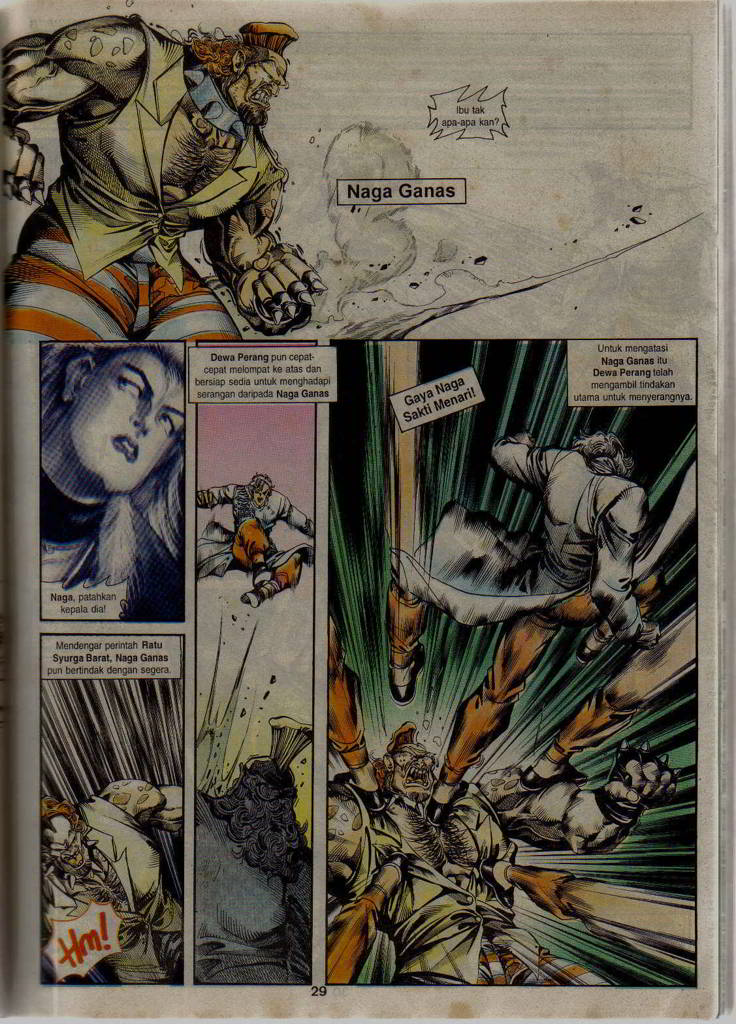 Ibu tak
apa-apa kan?
Naga Ganas
Naga, patahkan
kepala dia!
Mendengar perintah Ratu
Syurga Barat, Naga Ganas
pun bertindak dengan segera.
Hm!
Dewa Perang pun cepat-
cepat melompat ke atas dan
bersiap sedia untuk menghadapi
serangan daripada Naga Ganas
Gaya Naga
Sakti Menari!
Untuk mengatasi
Naga Ganas itu
Dewa Perang telah
mengambil tindakan
utama untuk menyerangnya.
29